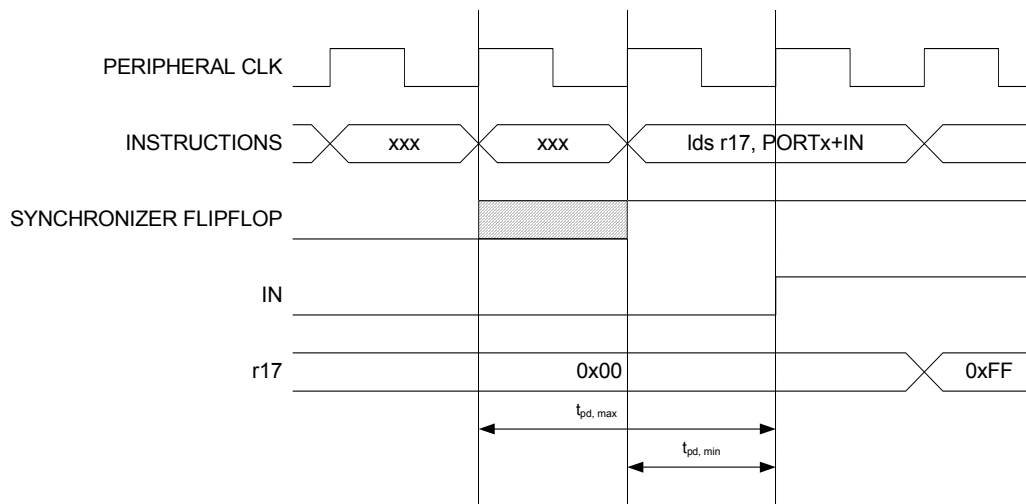 PERIPHERAL CLK
INSTRUCTIONS xxx xxx lds r17, PORTx+IN
SYNCHRONIZER FLIPFLOP
IN
r17 0x00 0xFF
tpd, max
tpd, min